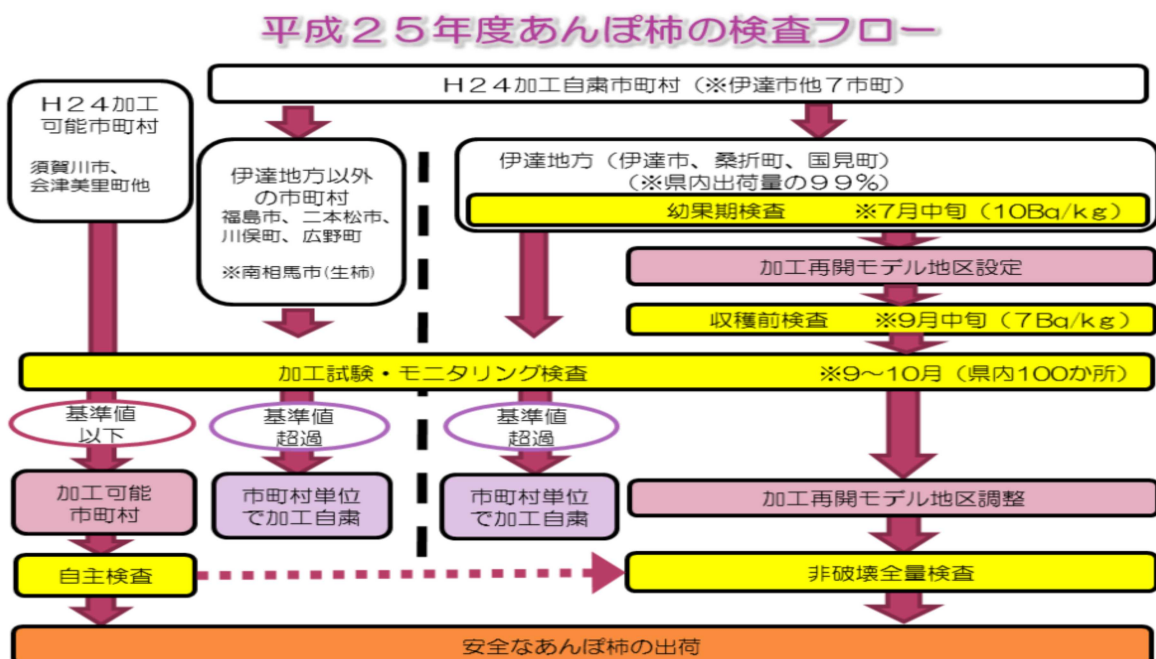 平成２５年度あんぽ柿の検査フロー
Ｈ２４加工自粛市町村（※伊達市他７市町）
Ｈ２４加工
可能市町村
須賀川市、
会津美里町他
伊達地方以外
の市町村
福島市、二本松市、
川俣町、広野町
※南相馬市(生柿)
伊達地方（伊達市、桑折町、国見町）
（※県内出荷量の９９％）
幼果期検査　※7月中旬（10Bq/kg）
加工再開モデル地区設定
収穫前検査　※9月中旬（7Bq/kg）
加工試験・モニタリング検査　※9～10月（県内100か所）
基準値
以下
基準値
超過
基準値
超過
加工可能
市町村
市町村単位
で加工自粛
市町村単位
で加工自粛
加工再開モデル地区調整
自主検査
非破壊全量検査
安全なあんぽ柿の出荷